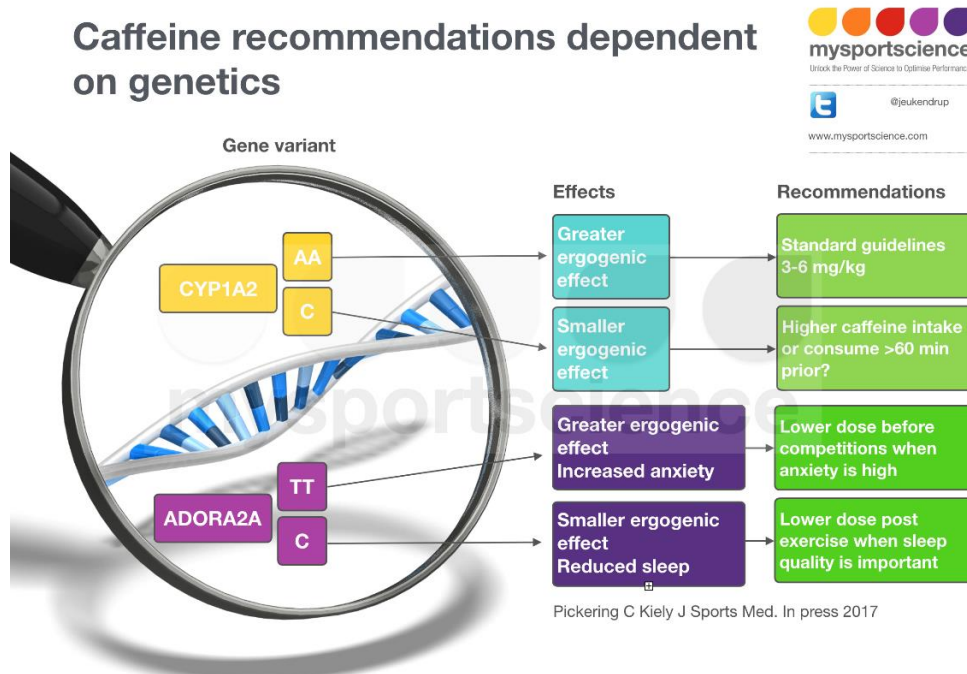 Caffeine recommendations dependent
on genetics
mysportscience
Unlock the Power of Science to Optimise Performance
@jeukendrup
www.mysportscience.com
Gene variant
Effects
Recommendations
CYP1A2
AA
C
Greater
ergogenic
effect
Standard guidelines
3-6 mg/kg
Smaller
ergogenic
effect
Higher caffeine intake
or consume >60 min
prior?
mysportscience
ADORA2A
TT
C
Greater ergogenic
effect
Increased anxiety
Lower dose before
competitions when
anxiety is high
Smaller ergogenic
effect
Reduced sleep
Lower dose post
exercise when sleep
quality is important
Pickering C Kiely J Sports Med. In press 2017